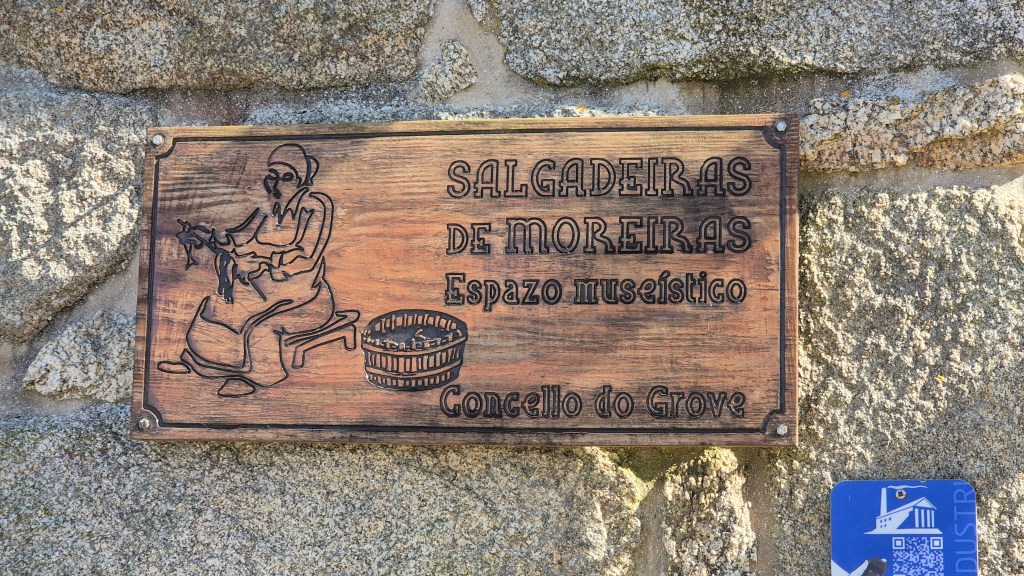 SALGADEIRAS
DE MOREIRAS
Espazo museístico
Concello do Grove